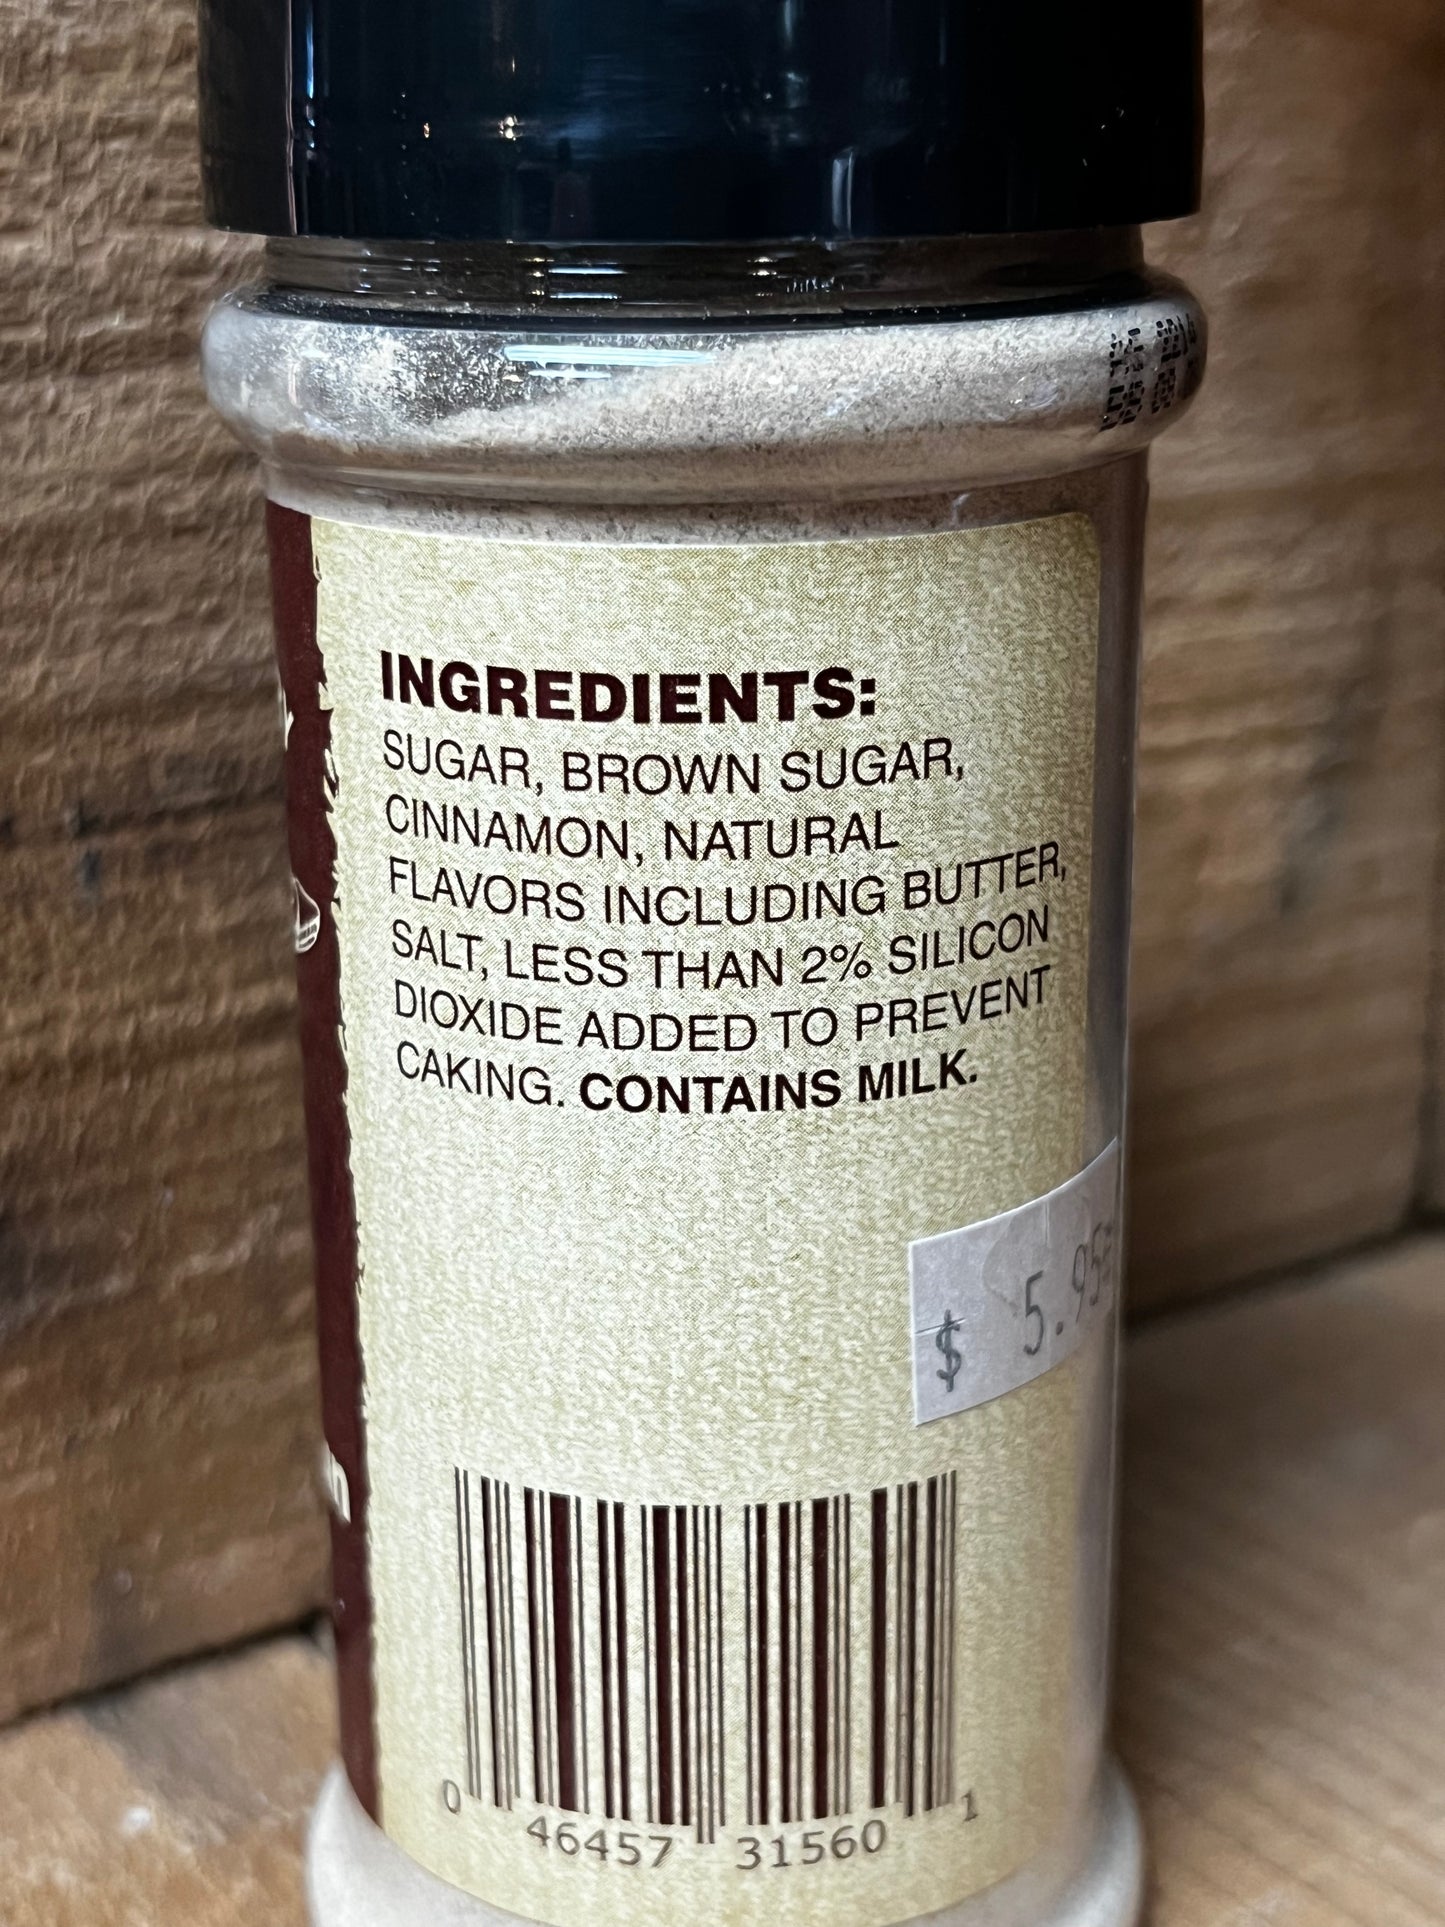 INGREDIENTS:
SUGAR, BROWN SUGAR,
CINNAMON, NATURAL
FLAVORS INCLUDING BUTTER,
SALT, LESS THAN 2% SILICON
DIOXIDE ADDED TO PREVENT
CAKING. CONTAINS MILK.
$ 5.95
0 46457 31560 1